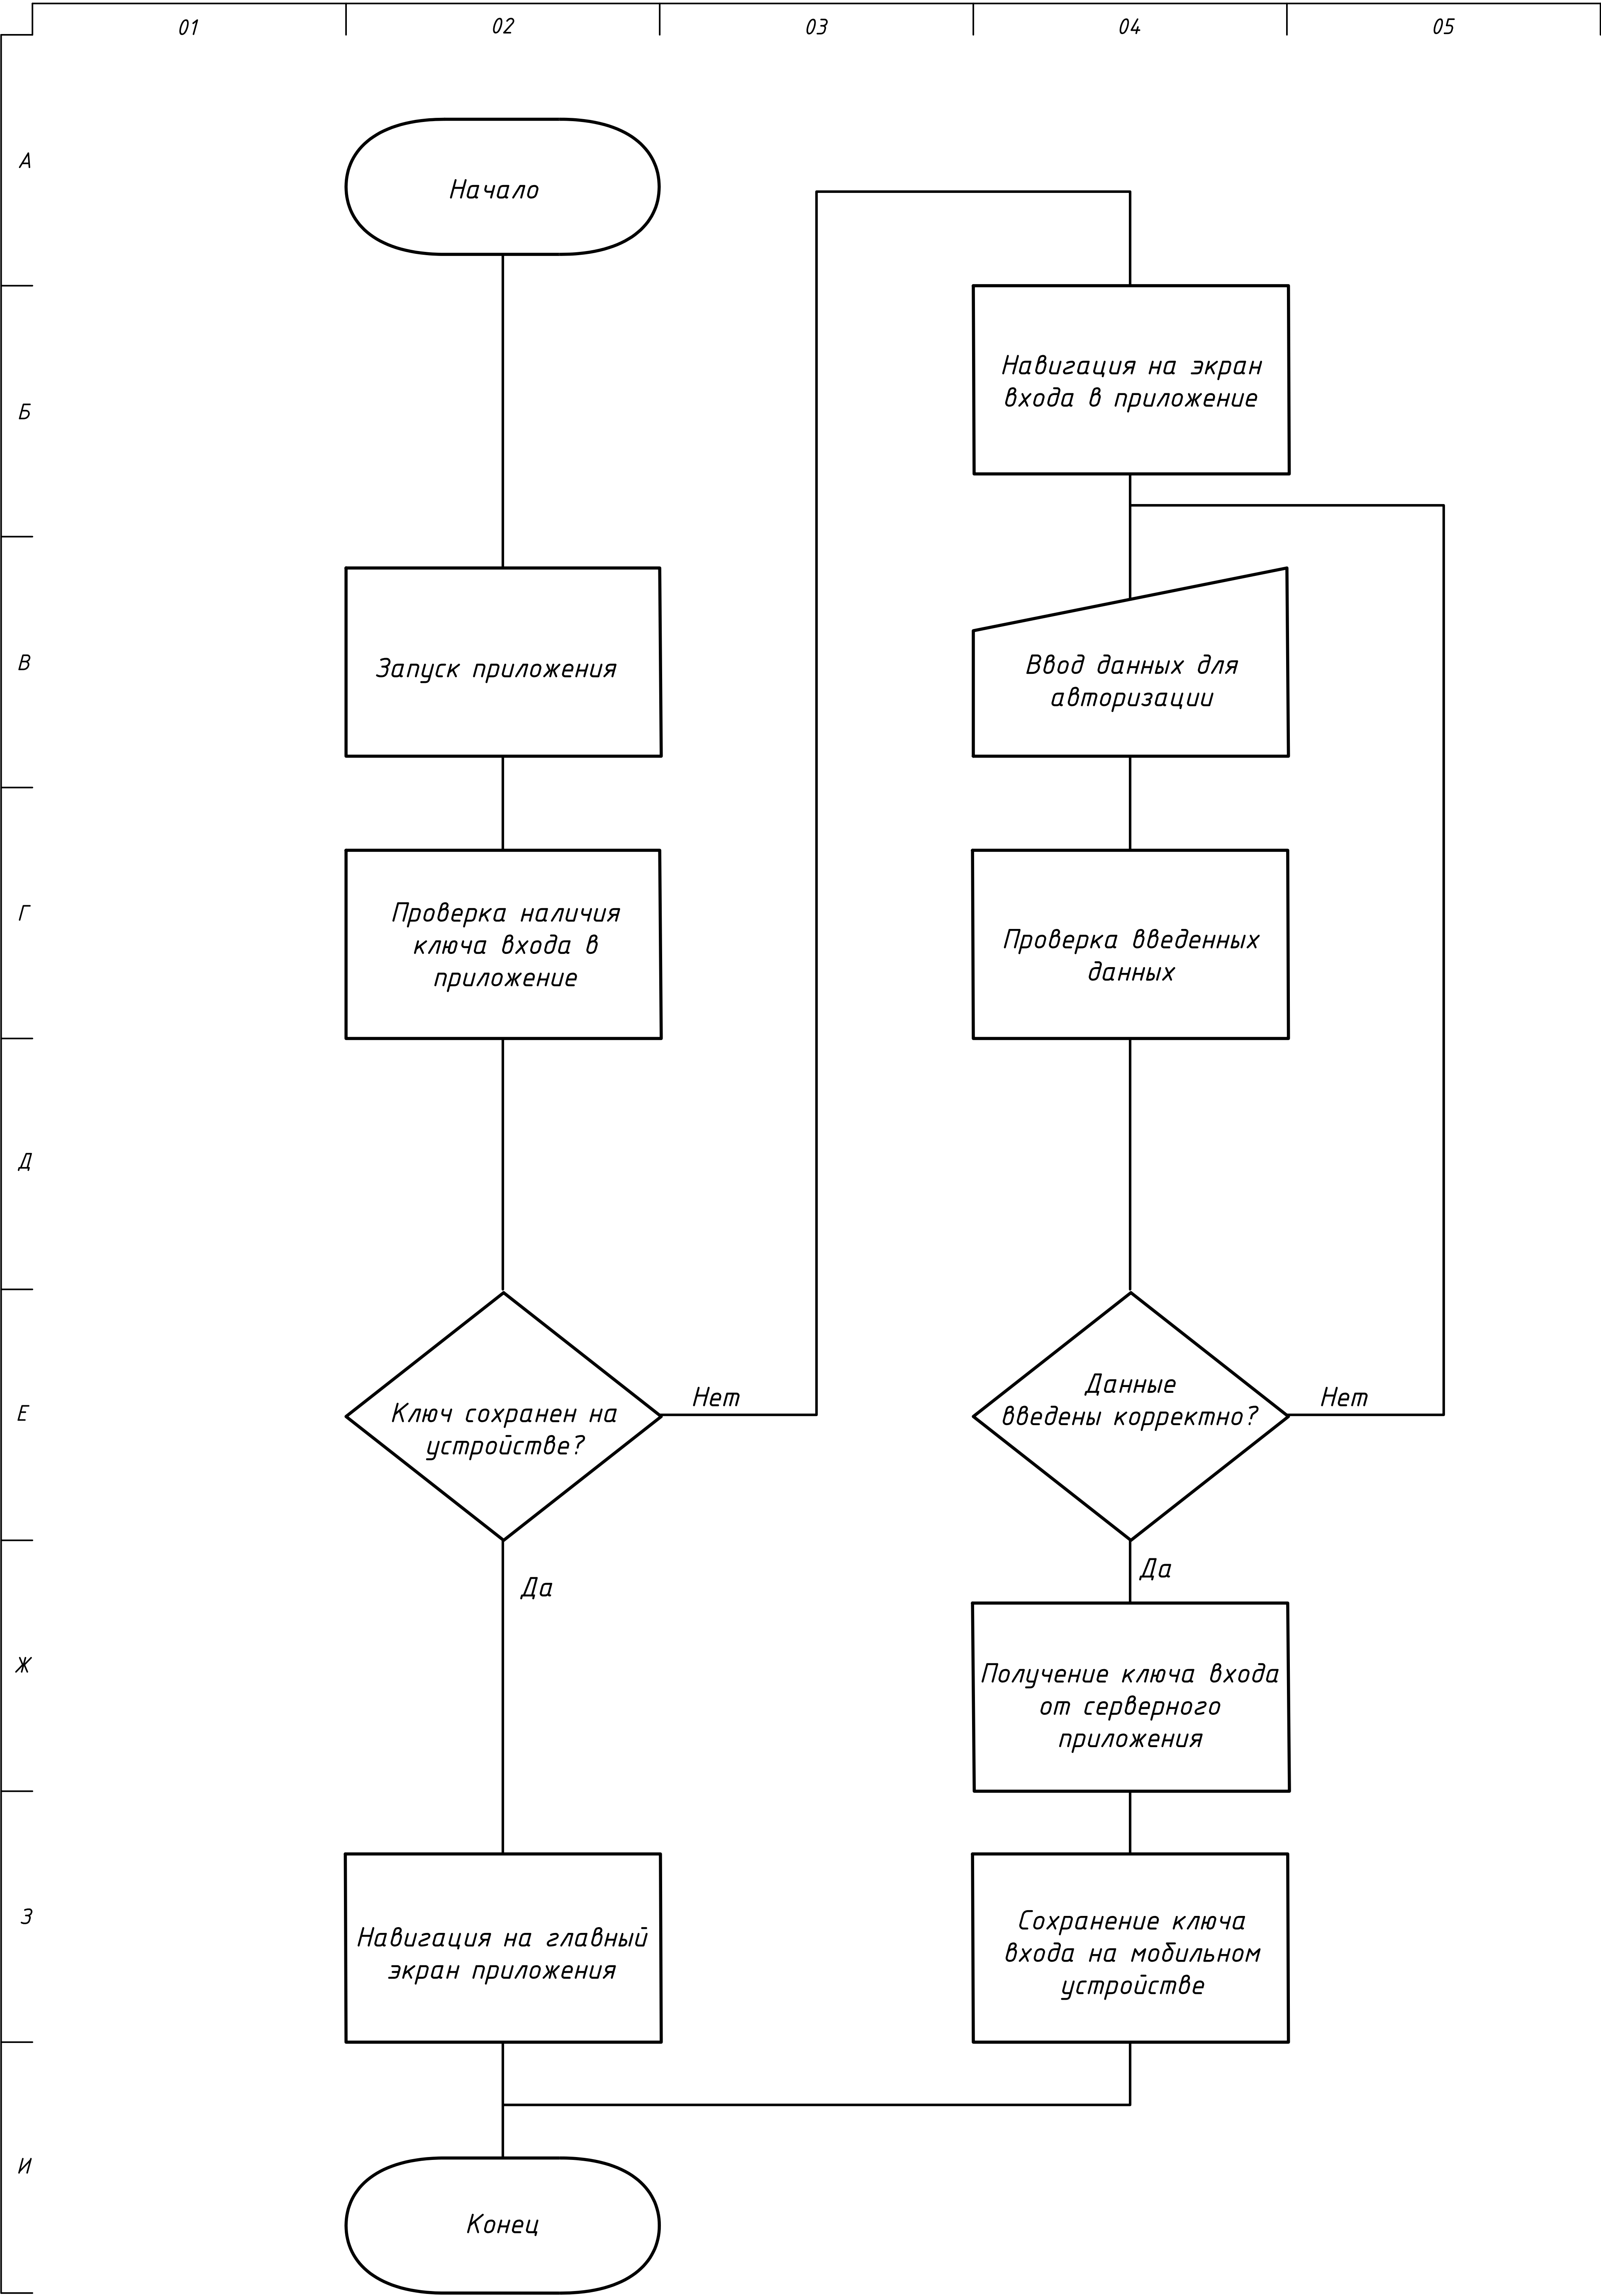 01
02
03
04
05
А
Б
В
Г
Д
Е
Ж
З
И
Начало
Запуск приложения
Проверка наличия
ключа входа в
приложение
Ключ сохранен на
устройстве?
Нет
Да
Навигация на главный
экран приложения
Конец
Навигация на экран
входа в приложение
Ввод данных для
авторизации
Проверка введенных
данных
Данные
введены корректно?
Нет
Да
Получение ключа входа
от серверного
приложения
Сохранение ключа
входа на мобильном
устройстве